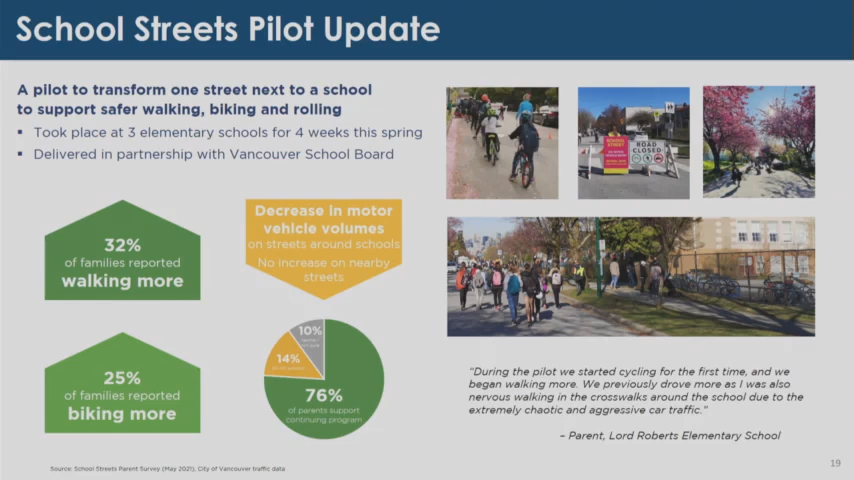 School Streets Pilot Update
A pilot to transform one street next to a school
to support safer walking, biking and rolling
▪ Took place at 3 elementary schools for 4 weeks this spring
▪ Delivered in partnership with Vancouver School Board
32%
of families reported
walking more
Decrease in motor
vehicle volumes
on streets around schools
No increase on nearby
streets
25%
of families reported
biking more
10%
14%
76%
of parents support
continuing program
SCHOOL
STREET
ROAD
CLOSED
"During the pilot we started cycling for the first time, and we
began walking more. We previously drove more as I was also
nervous walking in the crosswalks around the school due to the
extremely chaotic and aggressive car traffic."
– Parent, Lord Roberts Elementary School
Source: School Streets Parent Survey (May 2021), City of Vancouver traffic data
19